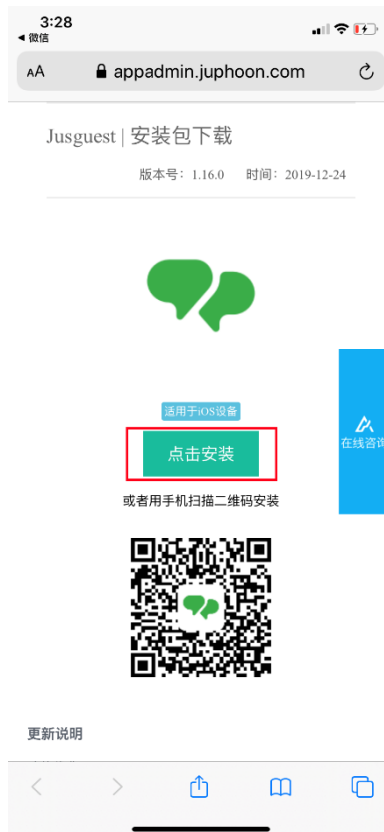 3:28
◀ 微信
AA appadmin.juphoon.com
Jusguest | 安装包下载
版本号：1.16.0 时间：2019-12-24
适用于iOS设备
点击安装
在线咨询
或者用手机扫描二维码安装
更新说明